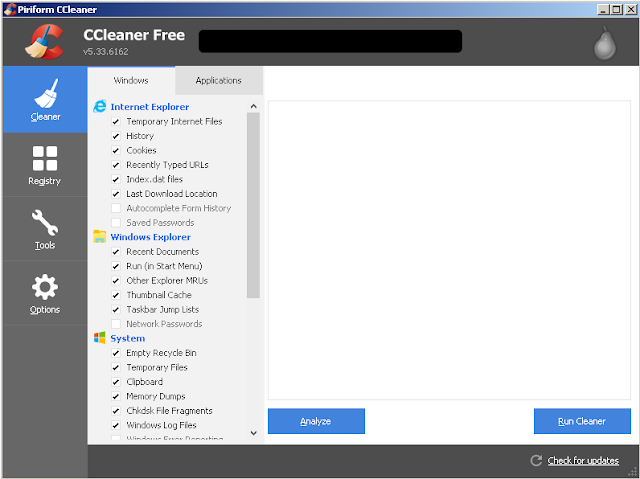 Piriform CCleaner
CCleaner Free
v5.33.6162
Cleaner
Registry
Tools
Options
Windows
Applications
Internet Explorer
Temporary Internet Files
History
Cookies
Recently Typed URLs
Index.dat files
Last Download Location
Autocomplete Form History
Saved Passwords
Windows Explorer
Recent Documents
Run (in Start Menu)
Other Explorer MRUs
Thumbnail Cache
Taskbar Jump Lists
Network Passwords
System
Empty Recycle Bin
Temporary Files
Clipboard
Memory Dumps
Chkdsk File Fragments
Windows Log Files
Windows Error Reporting
Analyze
Run Cleaner
Check for updates